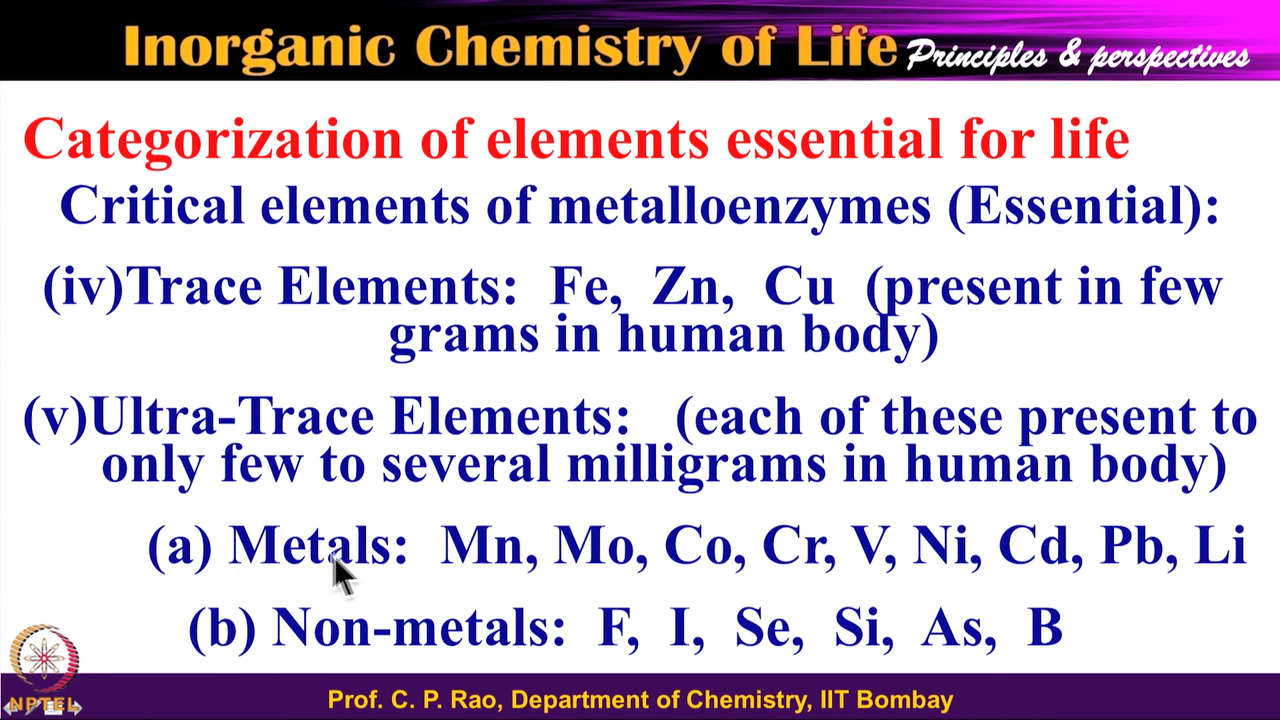 Inorganic Chemistry of Life Principles & perspectives
Categorization of elements essential for life
Critical elements of metalloenzymes (Essential):
(iv)Trace Elements: Fe, Zn, Cu (present in few
grams in human body)
(v)Ultra-Trace Elements: (each of these present to
only few to several milligrams in human body)
(a) Metals: Mn, Mo, Co, Cr, V, Ni, Cd, Pb, Li
(b) Non-metals: F, I, Se, Si, As, B
NPTEL
Prof. C. P. Rao, Department of Chemistry, IIT Bombay